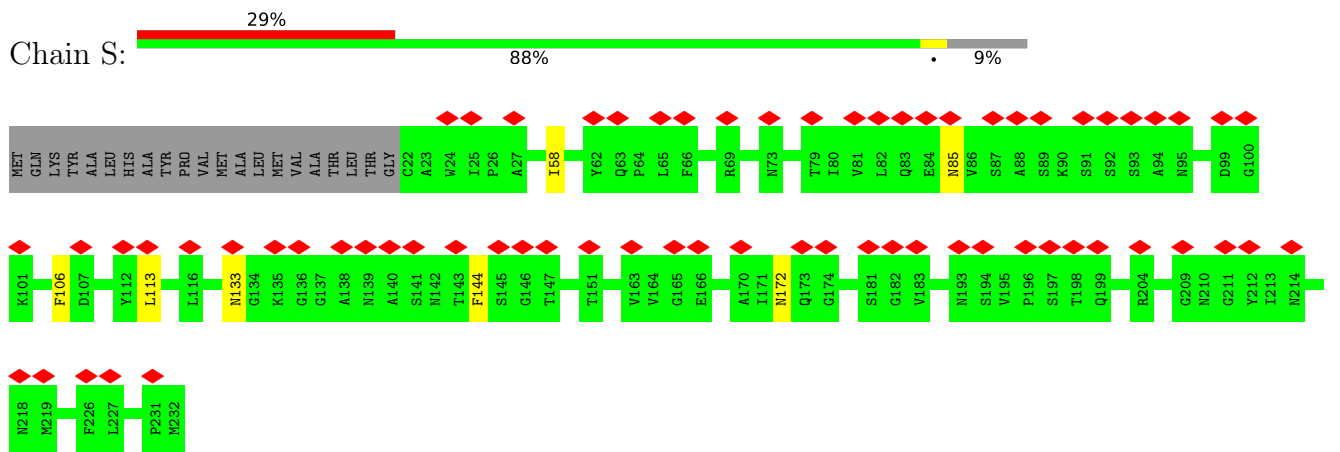 29%
Chain S:
88% • 9%
MET GLN LYS TYR ALA LEU HIS ALA TYR PRO VAL MET ALA LEU MET VAL ALA THR LEU THR GLY C22 A23 W24 I25 P26 A27 I58 Y62 Q63 P64 L65 F66 R69 N73 T79 I80 V81 L82 Q83 E84 N85 V86 S87 A88 S89 K90 S91 S92 S93 A94 N95 D99 G100
K101 F106 D107 Y112 L113 L116 N133 G134 K135 G136 G137 A138 N139 A140 S141 N142 T143 F144 S145 G146 T147 T151 V163 V164 G165 E166 A170 I171 N172 Q173 G174 S181 G182 V183 N193 S194 V195 P196 S197 T198 Q199 R204 G209 N210 G211 Y212 I213 N214
N218 M219 F226 L227 P231 M232